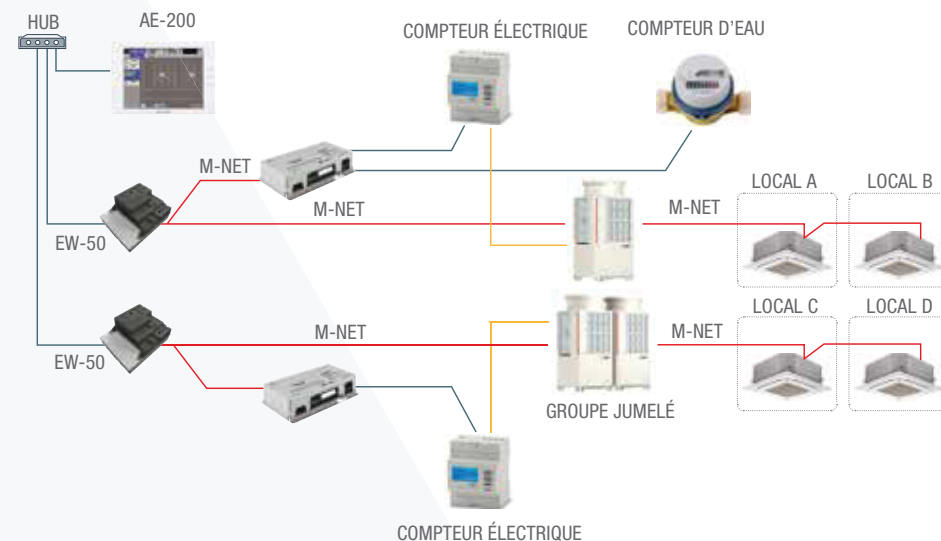 HUB
AE-200
COMPTEUR ÉLECTRIQUE
COMPTEUR D'EAU
M-NET
LOCAL A
LOCAL B
M-NET
M-NET
EW-50
LOCAL C
LOCAL D
M-NET
M-NET
EW-50
GROUPE JUMELÉ
COMPTEUR ÉLECTRIQUE